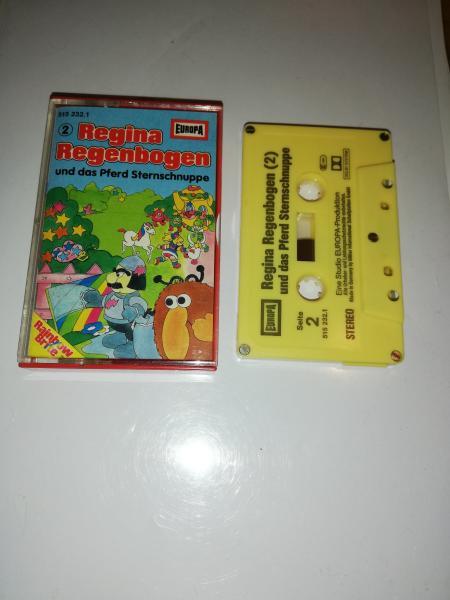 515 232.1
EUROPA
2 Regina
Regenbogen
und das Pferd Sternschnuppe
Rainbow
Brite
Regina Regenbogen (2)
und das Pferd Sternschnuppe
EUROPA
Seite
2
515 232.1
Eine Studio EUROPA-Produktion
STEREO